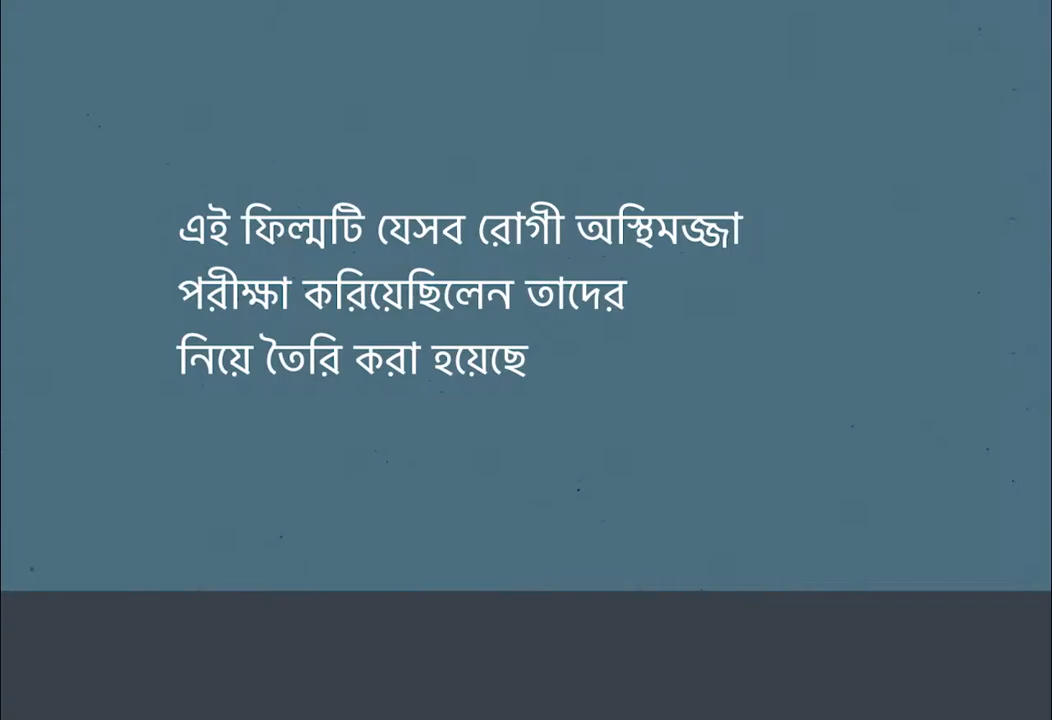 এই ফিল্মটি যেসব রোগী অস্থিমজ্জা
পরীক্ষা করিয়েছিলেন তাদের
নিয়ে তৈরি করা হয়েছে